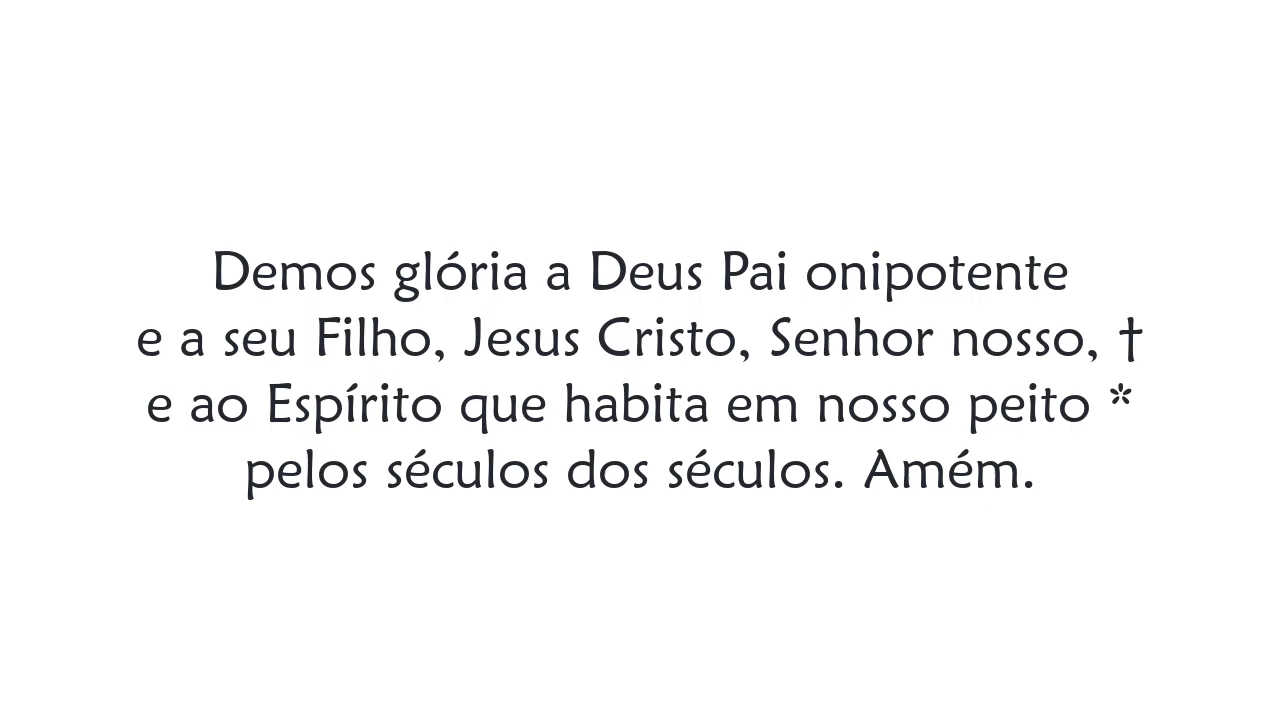 Demos glória a Deus Pai onipotente
e a seu Filho, Jesus Cristo, Senhor nosso, †
e ao Espírito que habita em nosso peito *
pelos séculos dos séculos. Amém.